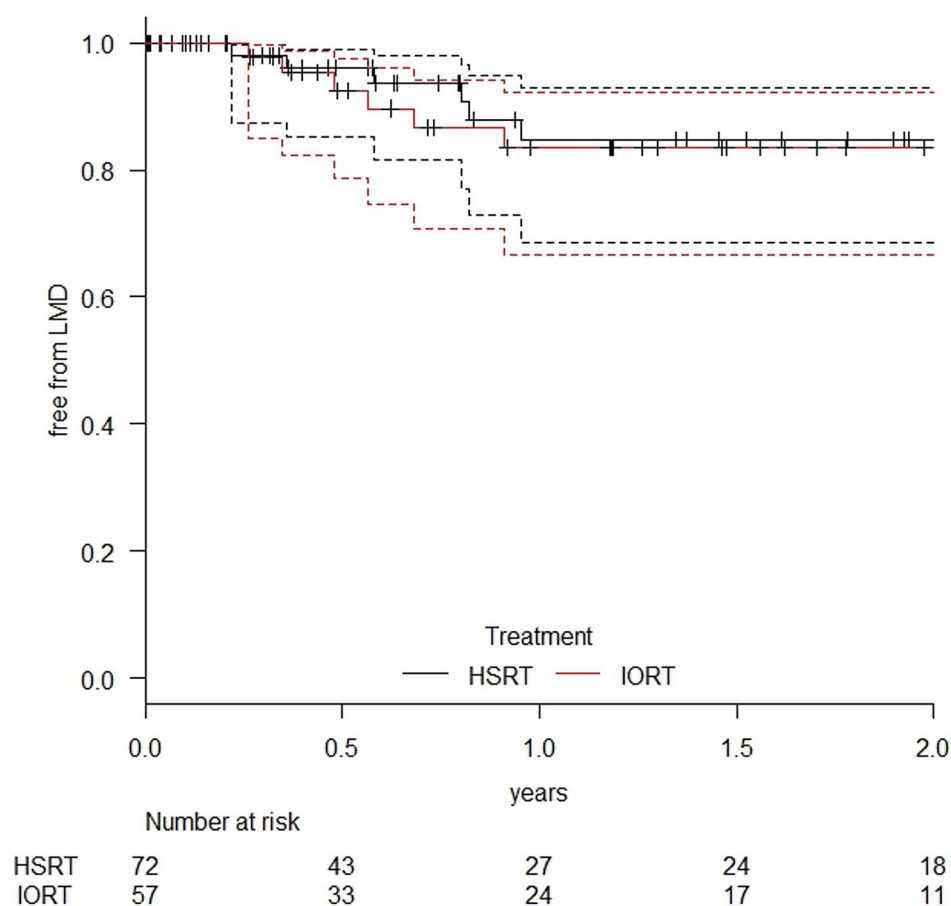 1.0
0.8
0.6
0.4
0.2
0.0
free from LMD
Treatment
HSRT IORT
0.0 0.5 1.0 1.5 2.0
years
Number at risk
HSRT 72 43 27 24 18
IORT 57 33 24 17 11